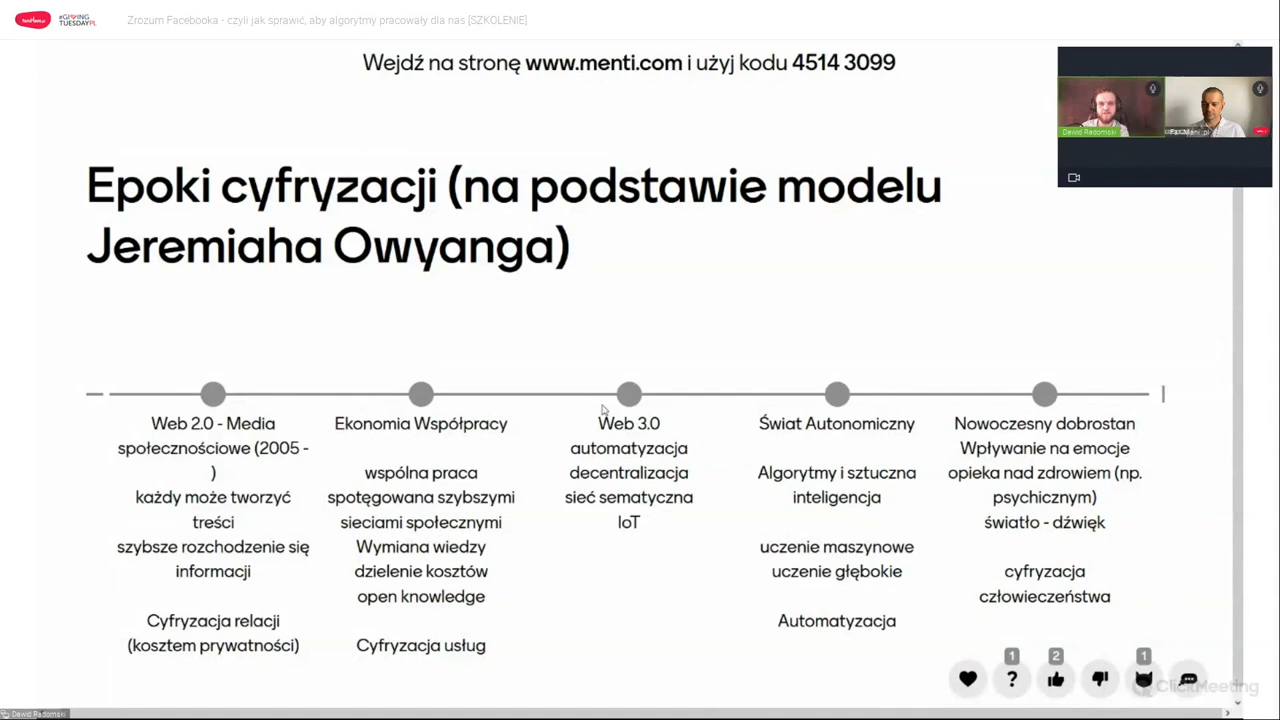 #GIVING
TUESDAYPL
Zrozum Facebooka - czyli jak sprawić, aby algorytmy pracowały dla nas [SZKOLENIE]
Wejdź na stronę www.menti.com i użyj kodu 4514 3099
Dawid Radomski
Epoki cyfryzacji (na podstawie modelu
Jeremiaha Owyanga)
Web 2.0 - Media
społecznościowe (2005 -
)
każdy może tworzyć
treści
szybsze rozchodzenie się
informacji
Cyfryzacja relacji
(kosztem prywatności)
Ekonomia Współpracy
wspólna praca
spotęgowana szybszymi
sieciami społecznymi
Wymiana wiedzy
dzielenie kosztów
open knowledge
Cyfryzacja usług
Web 3.0
automatyzacja
decentralizacja
sieć sematyczna
IoT
Świat Autonomiczny
Algorytmy i sztuczna
inteligencja
uczenie maszynowe
uczenie głębokie
Automatyzacja
Nowoczesny dobrostan
Wpływanie na emocje
opieka nad zdrowiem (np.
psychicznym)
światło - dźwięk
cyfryzacja
człowieczeństwa
1
2
1
?
ClickMeeting
Dawid Radomski